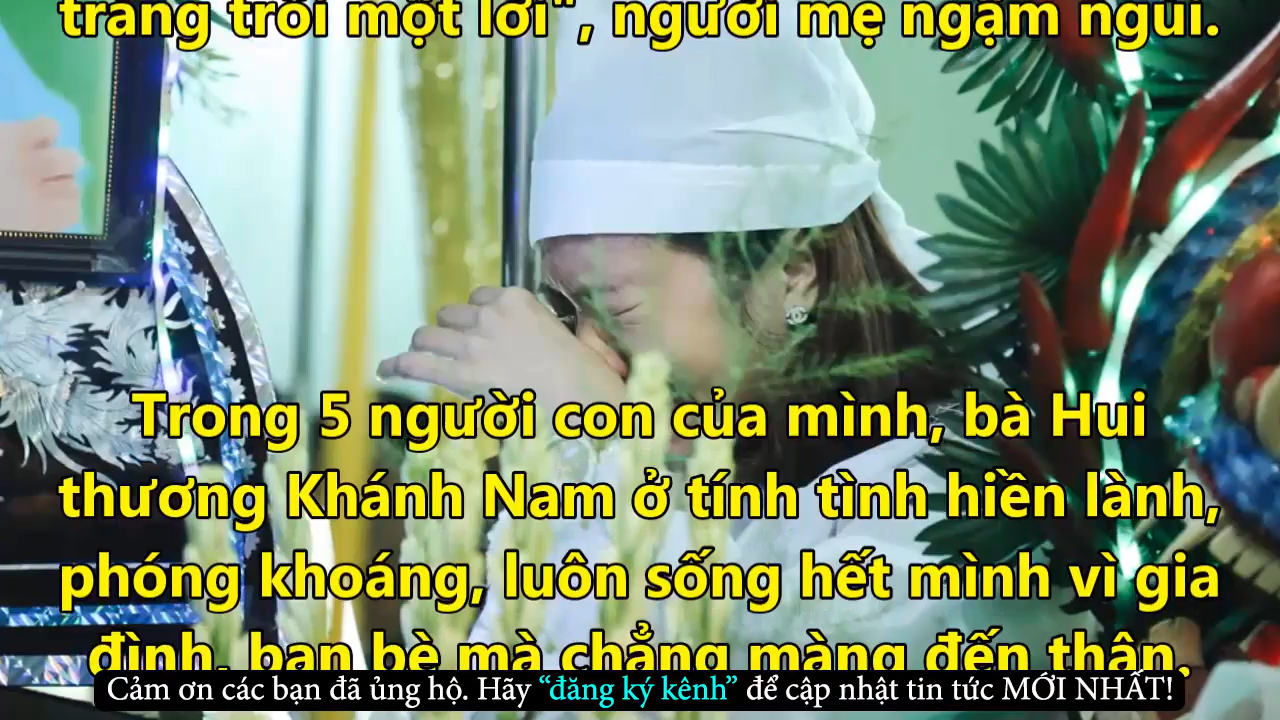 trăng trối một lời", người mẹ ngậm ngùi.
Trong 5 người con của mình, bà Hui
thương Khánh Nam ở tính tình hiền lành,
phóng khoáng, luôn sống hết mình vì gia
đình, bạn bè mà chẳng màng đến thân.
Cảm ơn các bạn đã ủng hộ. Hãy “đăng ký kênh” để cập nhật tin tức MỚI NHẤT!